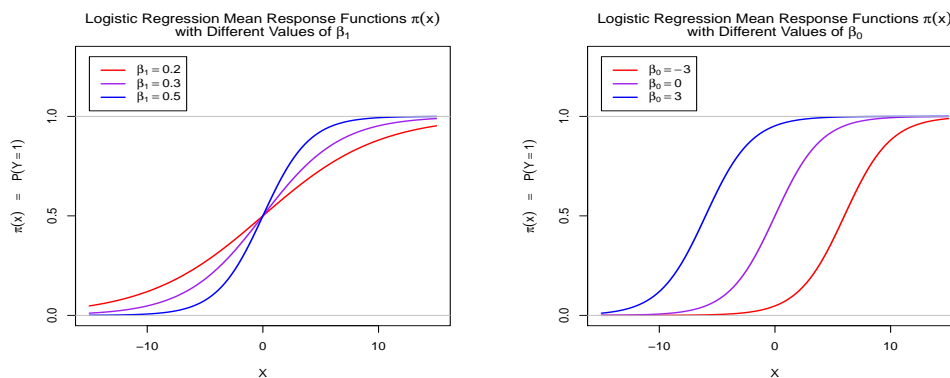 Logistic Regression Mean Response Functions π(x)
with Different Values of β₁
β₁ = 0.2
β₁ = 0.3
β₁ = 0.5
1.0
0.5
0.0
π(x) = P(Y = 1)
−10
0
10
X
Logistic Regression Mean Response Functions π(x)
with Different Values of β₀
β₀ = −3
β₀ = 0
β₀ = 3
1.0
0.5
0.0
π(x) = P(Y = 1)
−10
0
10
X